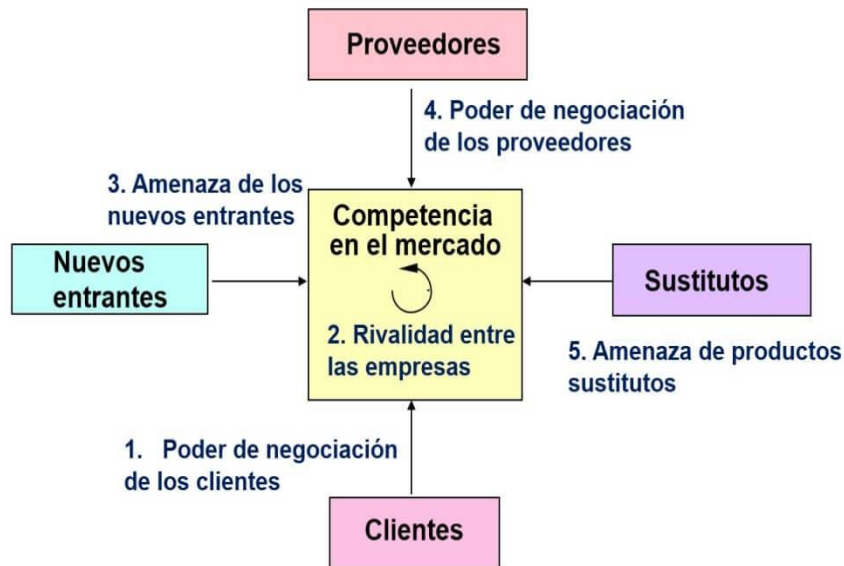 Proveedores
4. Poder de negociación
de los proveedores
3. Amenaza de los
nuevos entrantes
Competencia
en el mercado
Nuevos
entrantes
Sustitutos
2. Rivalidad entre
las empresas
5. Amenaza de productos
sustitutos
1. Poder de negociación
de los clientes
Clientes